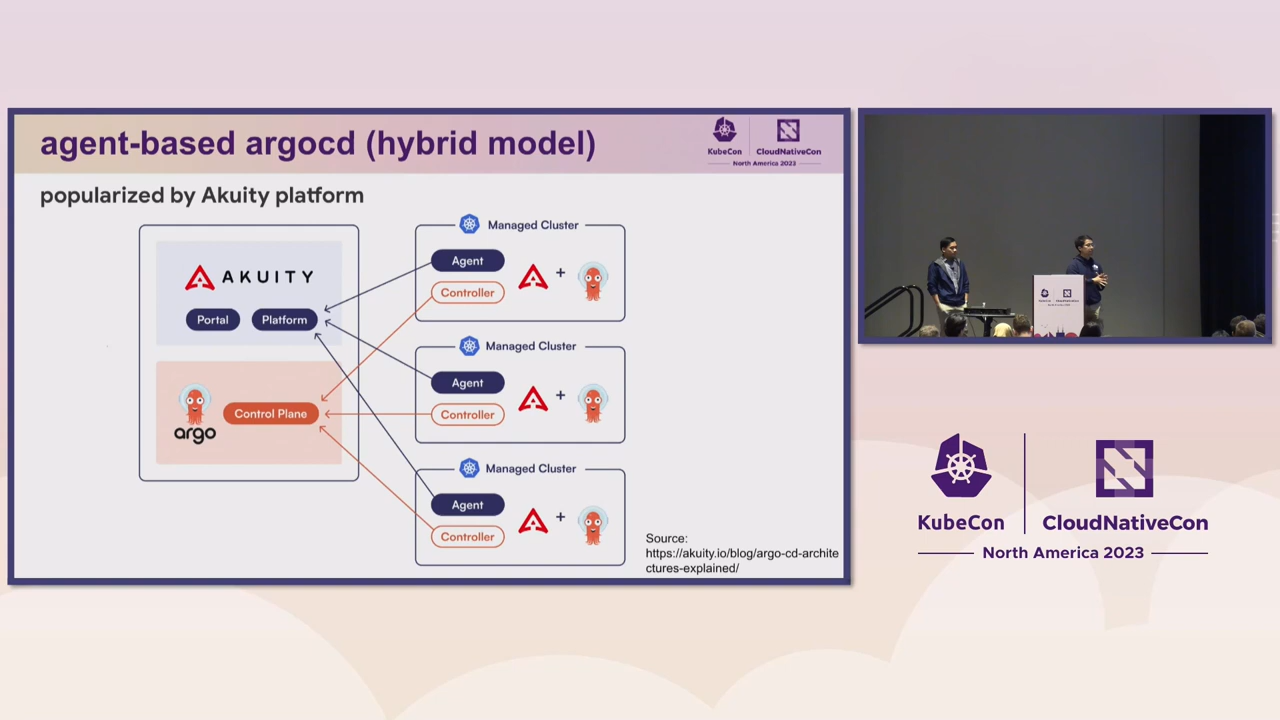 agent-based argocd (hybrid model)
KubeCon
CloudNativeCon
North America 2023
popularized by Akuity platform
AKUITY
Portal
Platform
argo
Control Plane
Managed Cluster
Agent
+
Controller
Managed Cluster
Agent
+
Controller
Managed Cluster
Agent
+
Controller
Source:
https://akuity.io/blog/argo-cd-archite
ctures-explained/
KubeCon
CloudNativeCon
North America 2023